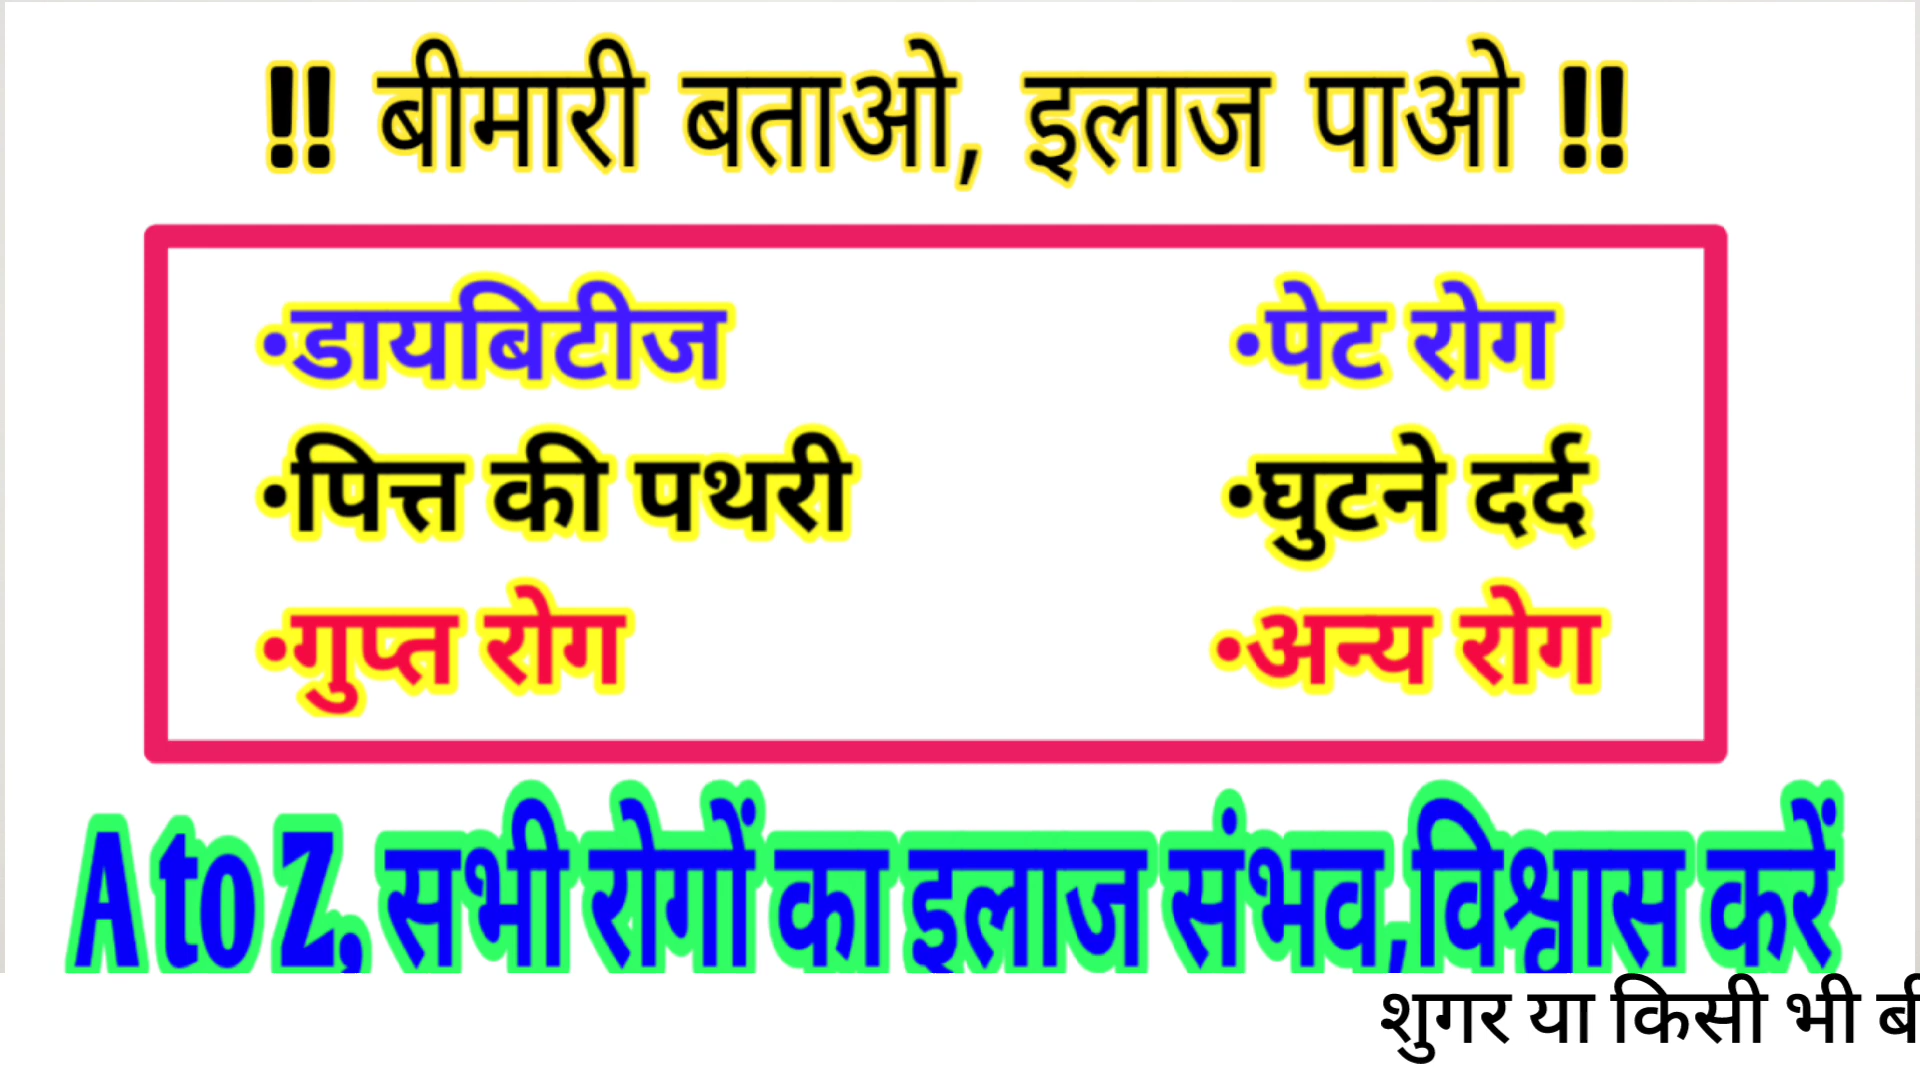 !! बीमारी बताओ, इलाज पाओ !!
•डायबिटीज
•पेट रोग
•पित्त की पथरी
•घुटने दर्द
•गुप्त रोग
•अन्य रोग
A to Z, सभी रोगों का इलाज संभव,विश्वास करें
शुगर या किसी भी